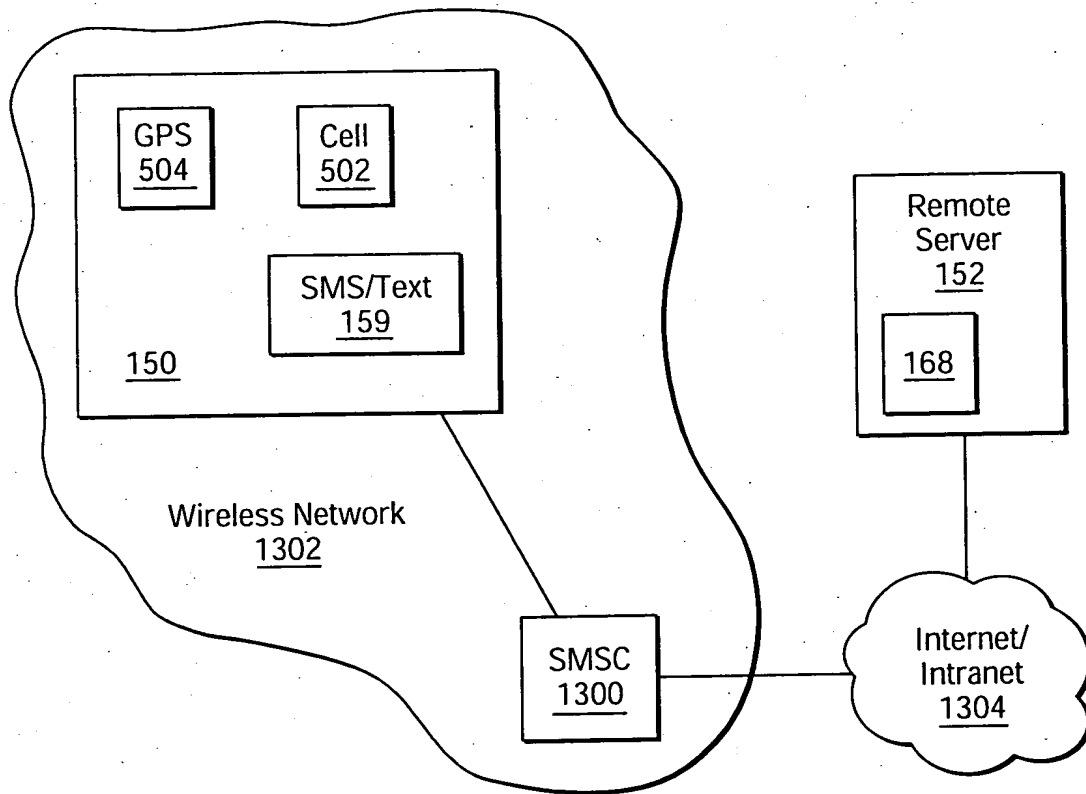 GPS
504
Cell
502
SMS/Text
159
150
Remote
Server
152
168
Wireless Network
1302
SMSC
1300
Internet/
Intranet
1304